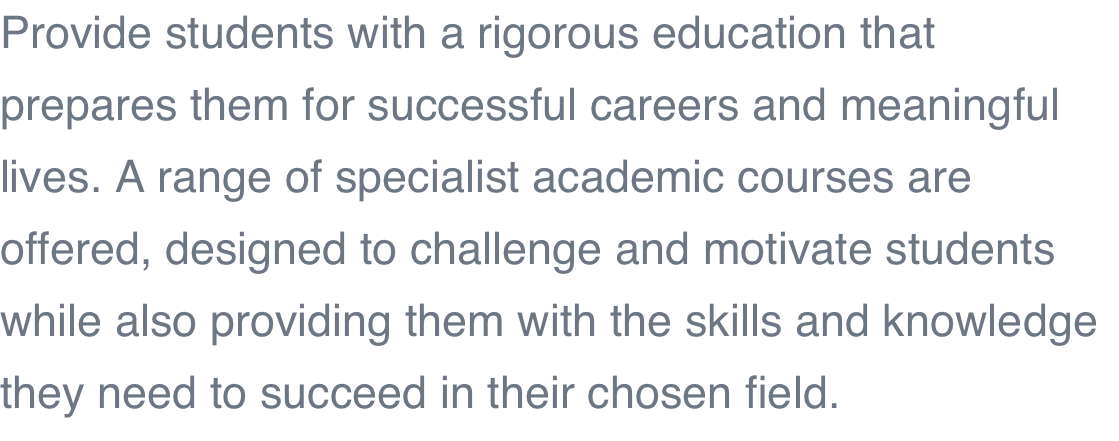 Provide students with a rigorous education that
prepares them for successful careers and meaningful
lives. A range of specialist academic courses are
offered, designed to challenge and motivate students
while also providing them with the skills and knowledge
they need to succeed in their chosen field.